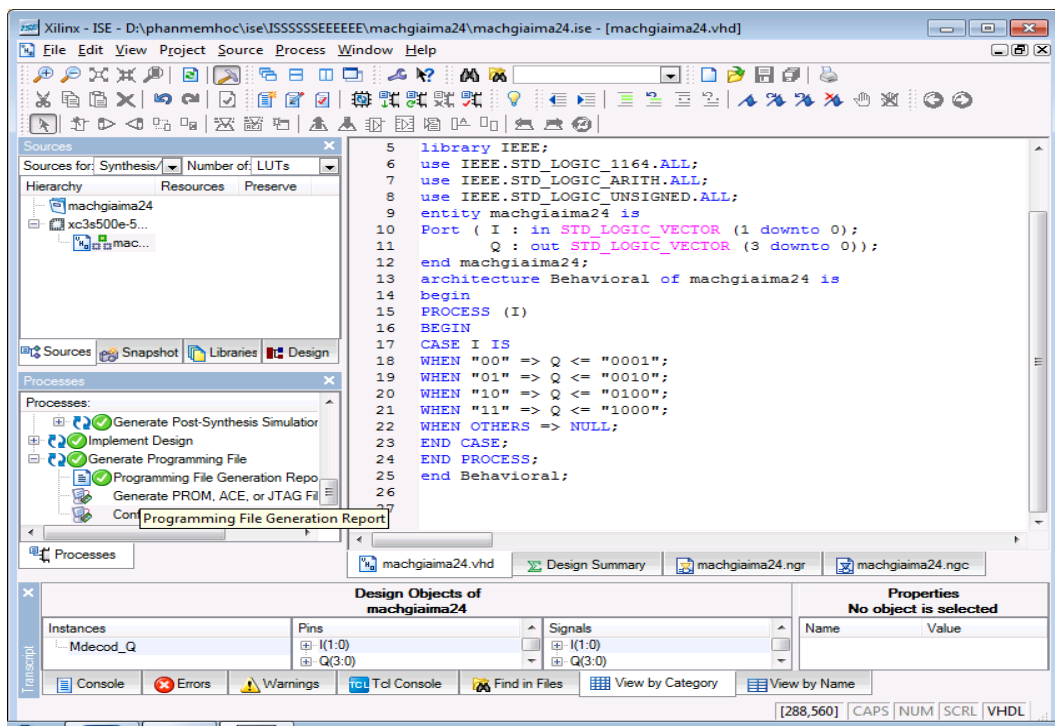 Xilinx - ISE - D:\phanmemhoc\ise\ISSSSSSEEEEEE\machgiaima24\machgiaima24.ise - [machgiaima24.vhd]
File Edit View Project Source Process Window Help
Sources
Sources for: Synthesis/ Number of: LUTs
Hierarchy Resources Preserve
machgiaima24
xc3s500e-5...
mac...
Sources Snapshot Libraries Design
Processes
Processes:
Generate Post-Synthesis Simulation
Implement Design
Generate Programming File
Programming File Generation Repo
Generate PROM, ACE, or JTAG Fil
Conf
Programming File Generation Report
Processes
5 library IEEE;
6 use IEEE.STD_LOGIC_1164.ALL;
7 use IEEE.STD_LOGIC_ARITH.ALL;
8 use IEEE.STD_LOGIC_UNSIGNED.ALL;
9 entity machgiaima24 is
10 Port ( I : in STD_LOGIC_VECTOR (1 downto 0);
11 Q : out STD_LOGIC_VECTOR (3 downto 0));
12 end machgiaima24;
13 architecture Behavioral of machgiaima24 is
14 begin
15 PROCESS (I)
16 BEGIN
17 CASE I IS
18 WHEN "00" => Q <= "0001";
19 WHEN "01" => Q <= "0010";
20 WHEN "10" => Q <= "0100";
21 WHEN "11" => Q <= "1000";
22 WHEN OTHERS => NULL;
23 END CASE;
24 END PROCESS;
25 end Behavioral;
26
27
machgiaima24.vhd Design Summary machgiaima24.ngr machgiaima24.ngc
Transcript
Design Objects of
machgiaima24
Properties
No object is selected
Instances Pins Signals Name Value
Mdecod_Q I(1:0) I(1:0)
Q(3:0) Q(3:0)
Console Errors Warnings Tcl Console Find in Files View by Category View by Name
[288,560] CAPS NUM SCRL VHDL